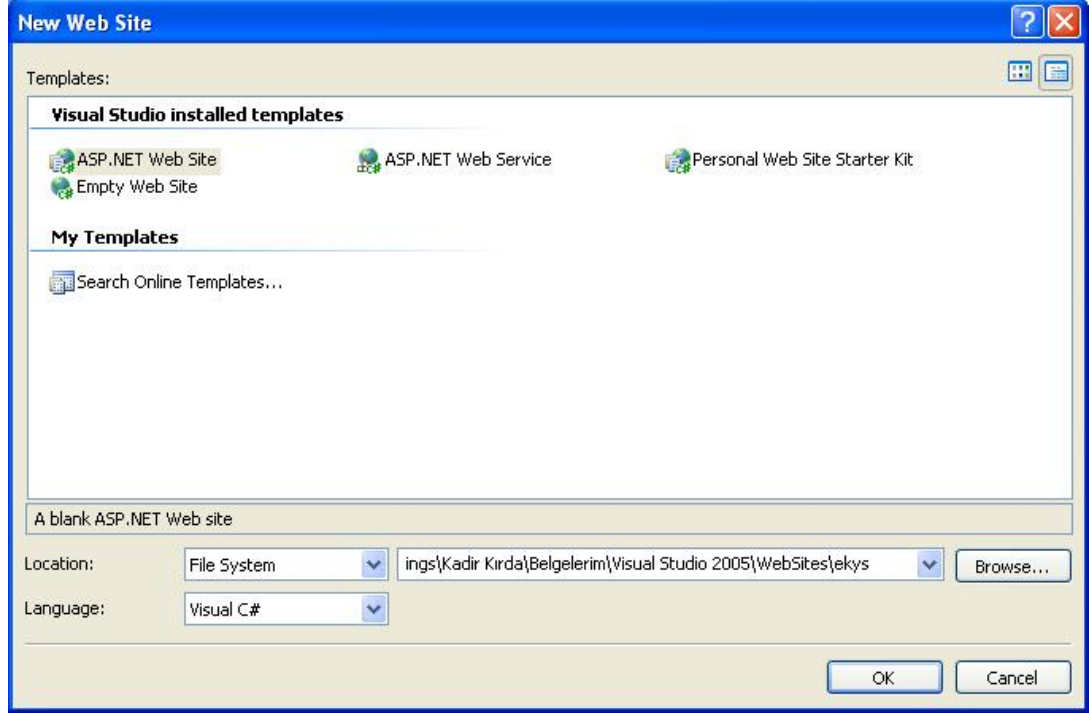 New Web Site
Templates:
Visual Studio installed templates
ASP.NET Web Site ASP.NET Web Service Personal Web Site Starter Kit
Empty Web Site
My Templates
Search Online Templates...
A blank ASP.NET Web site
Location: File System ings\Kadir Kırda\Belgelerim\Visual Studio 2005\WebSites\ekys Browse...
Language: Visual C#
OK Cancel